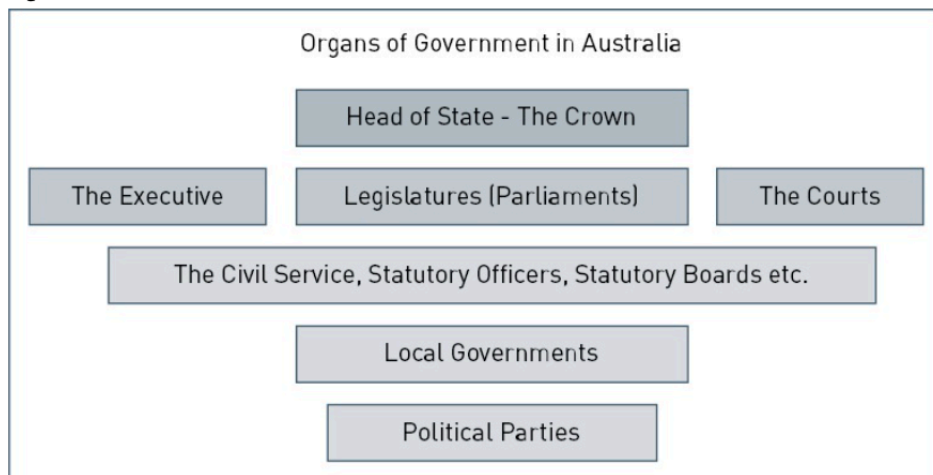 Organs of Government in Australia
Head of State - The Crown
The Executive
Legislatures (Parliaments)
The Courts
The Civil Service, Statutory Officers, Statutory Boards etc.
Local Governments
Political Parties